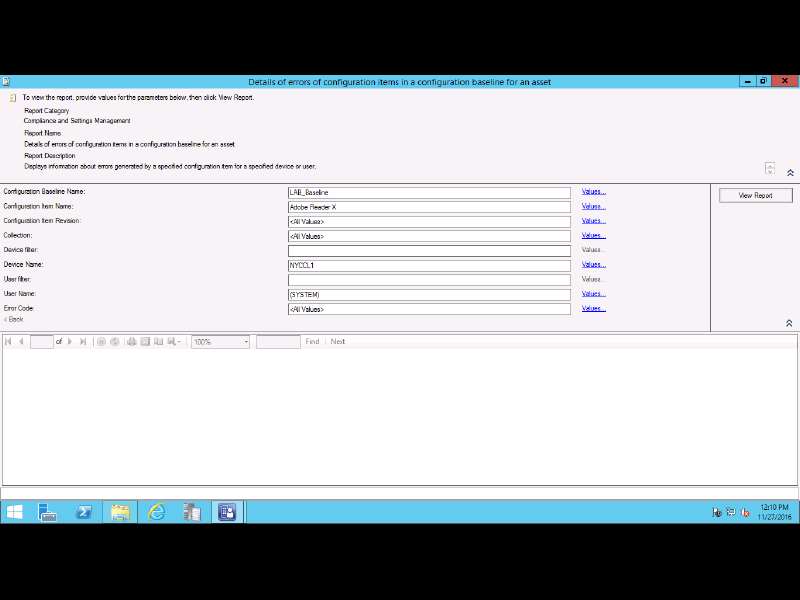 Details of errors of configuration items in a configuration baseline for an asset
To view the report, provide values for the parameters below, then click View Report.
Report Category
Compliance and Settings Management
Report Name
Details of errors of configuration items in a configuration baseline for an asset
Report Description
Displays information about errors generated by a specified configuration item for a specified device or user.
Configuration Baseline Name: LAB_Baseline Values... View Report
Configuration Item Name: Adobe Reader X Values...
Configuration Item Revision: <All Values> Values...
Collection: <All Values> Values...
Device filter: Values...
Device Name: NYCCL1 Values...
User filter: Values...
User Name: (SYSTEM) Values...
Error Code: <All Values> Values...
< Back
of 100% Find | Next
12:10 PM
11/27/2016